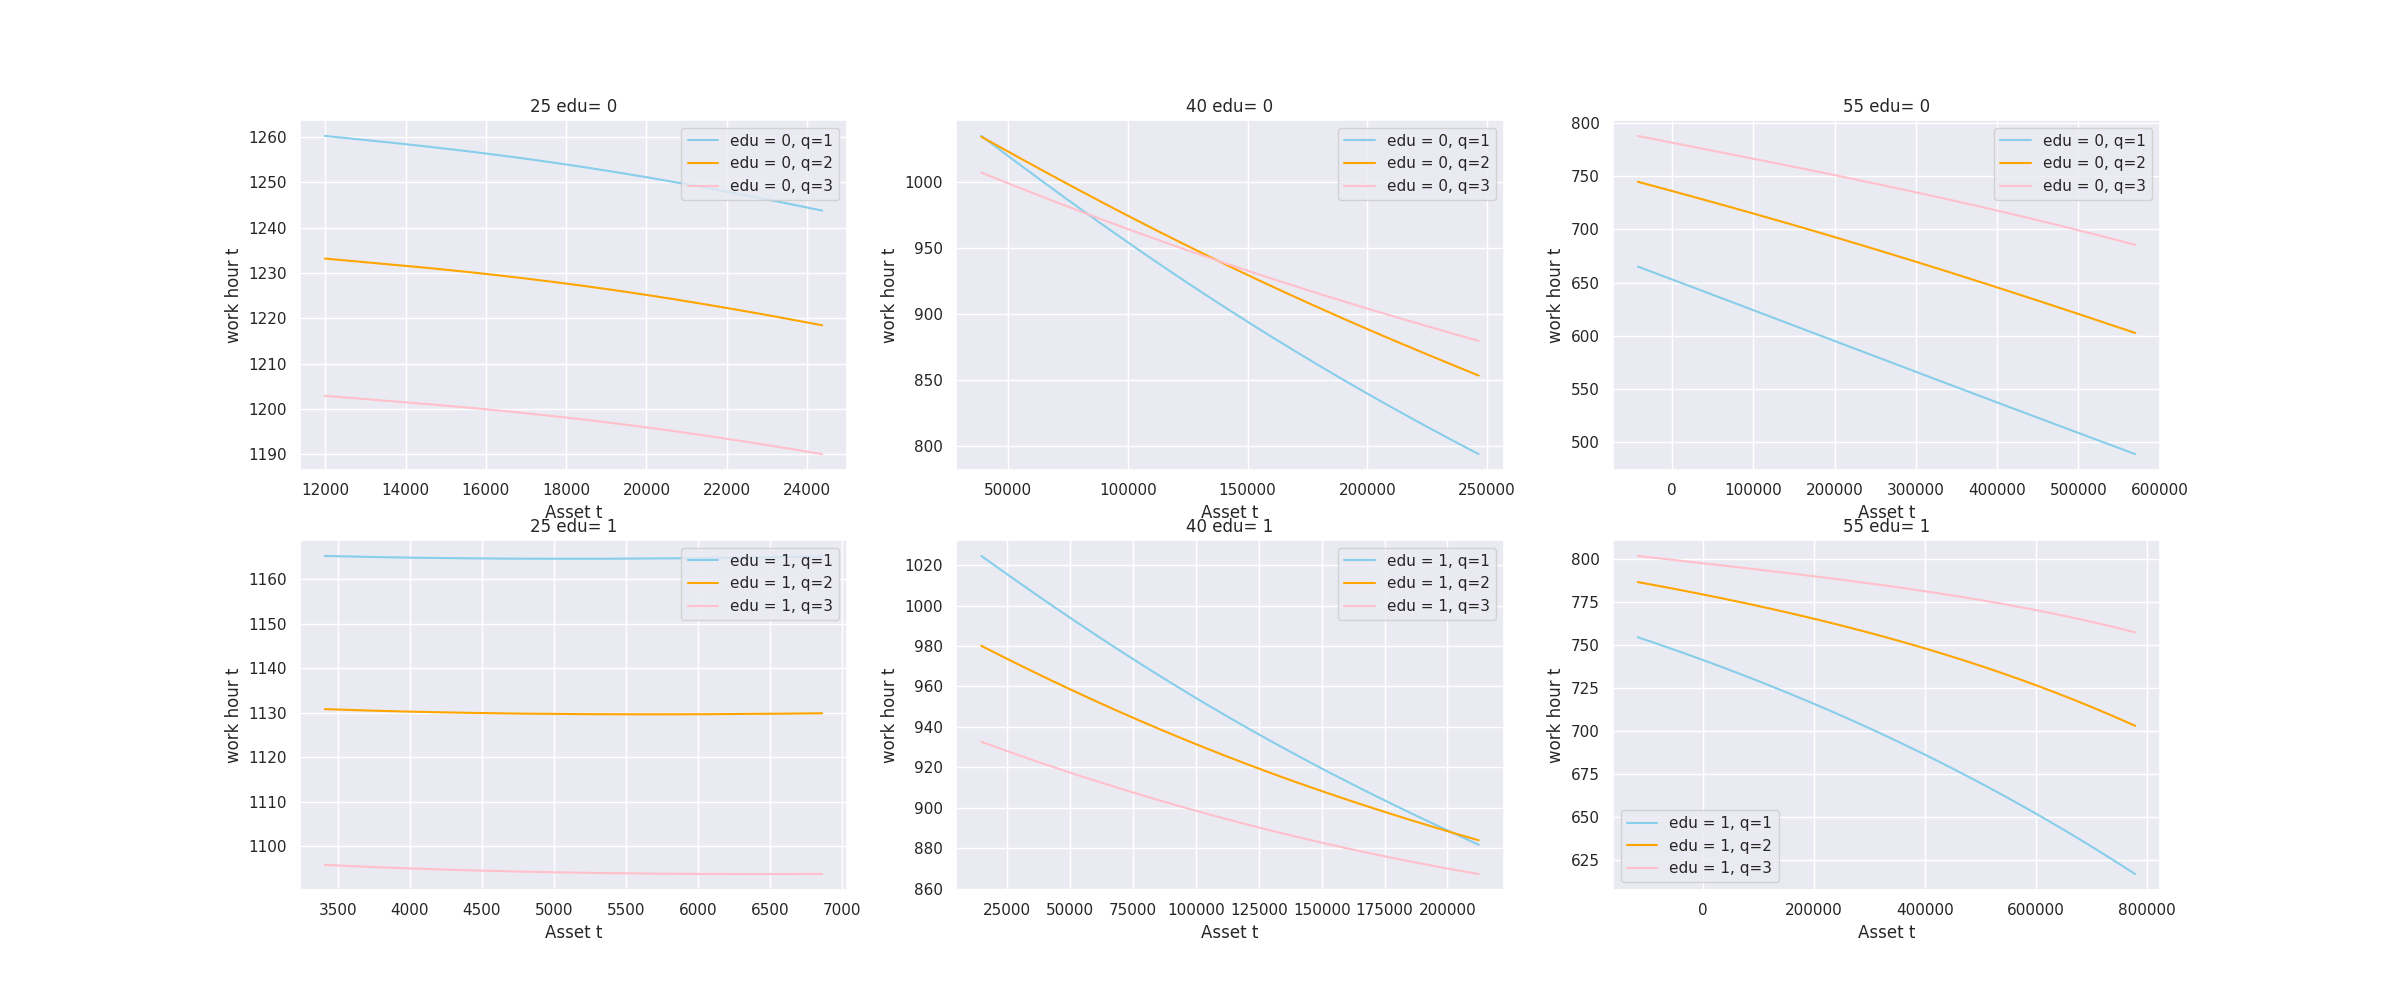 25 edu= 0
work hour t
1260
1250
1240
1230
1220
1210
1200
1190
edu = 0, q=1
edu = 0, q=2
edu = 0, q=3
12000 14000 16000 18000 20000 22000 24000
Asset t
40 edu= 0
work hour t
1000
950
900
850
800
edu = 0, q=1
edu = 0, q=2
edu = 0, q=3
50000 100000 150000 200000 250000
Asset t
55 edu= 0
work hour t
800
750
700
650
600
550
500
edu = 0, q=1
edu = 0, q=2
edu = 0, q=3
0 100000 200000 300000 400000 500000 600000
Asset t
25 edu= 1
work hour t
1160
1150
1140
1130
1120
1110
1100
edu = 1, q=1
edu = 1, q=2
edu = 1, q=3
3500 4000 4500 5000 5500 6000 6500 7000
Asset t
40 edu= 1
work hour t
1020
1000
980
960
940
920
900
880
860
edu = 1, q=1
edu = 1, q=2
edu = 1, q=3
25000 50000 75000 100000 125000 150000 175000 200000
Asset t
55 edu= 1
work hour t
800
775
750
725
700
675
650
625
edu = 1, q=1
edu = 1, q=2
edu = 1, q=3
0 200000 400000 600000 800000
Asset t